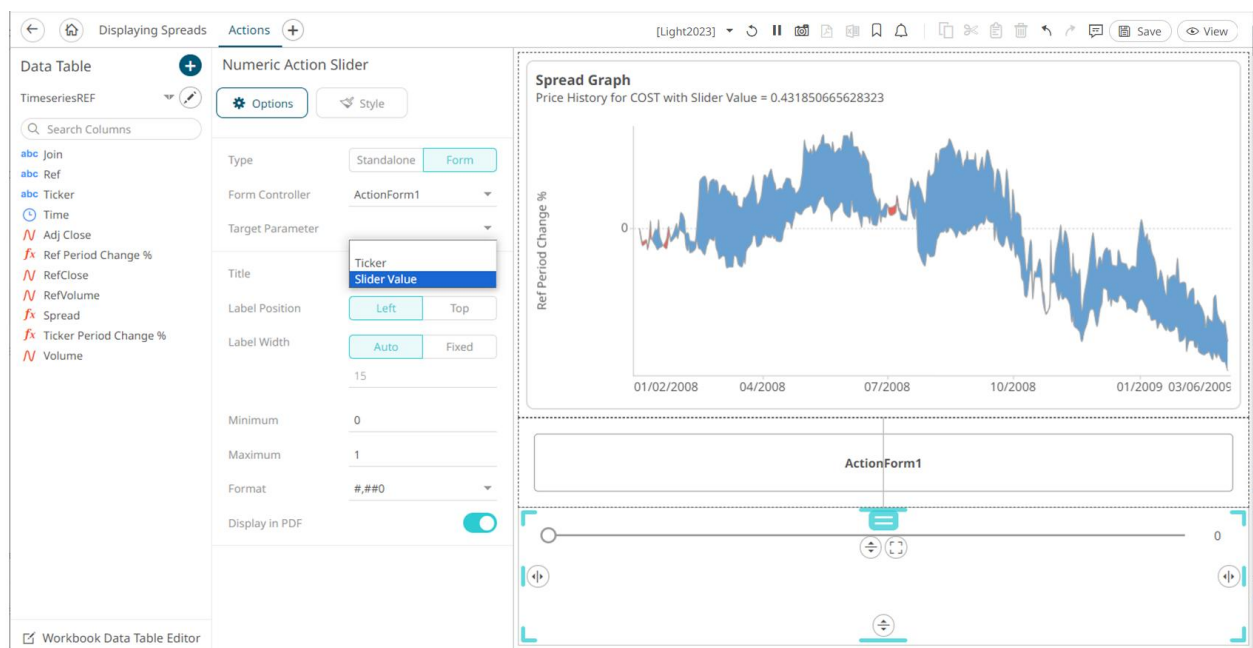 Displaying Spreads
Actions
[Light2023]
Save
View
Data Table
TimeseriesREF
Search Columns
abc Join
abc Ref
abc Ticker
Time
Adj Close
fx Ref Period Change %
RefClose
RefVolume
fx Spread
fx Ticker Period Change %
Volume
Workbook Data Table Editor
Numeric Action Slider
Options
Style
Type
Standalone
Form
Form Controller
ActionForm1
Target Parameter
Ticker
Slider Value
Title
Label Position
Left
Top
Label Width
Auto
Fixed
15
Minimum
0
Maximum
1
Format
#,##0
Display in PDF
Spread Graph
Price History for COST with Slider Value = 0.431850665628323
Ref Period Change %
0
01/02/2008 04/2008 07/2008 10/2008 01/2009 03/06/2009
ActionForm1
0